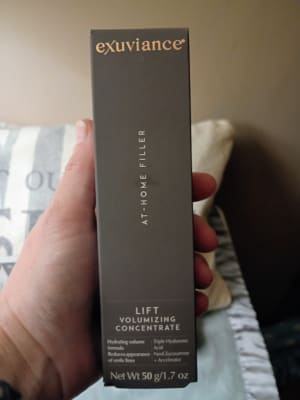 exuviance®
AT-HOME FILLER
LIFT
VOLUMIZING
CONCENTRATE
Hydrating volume
formula
Reduces appearance
of smile lines
Triple Hyaluronic
Acid
NeoGlucosamine
+ Accelerator
Net Wt 50 g/1.7 oz
OU